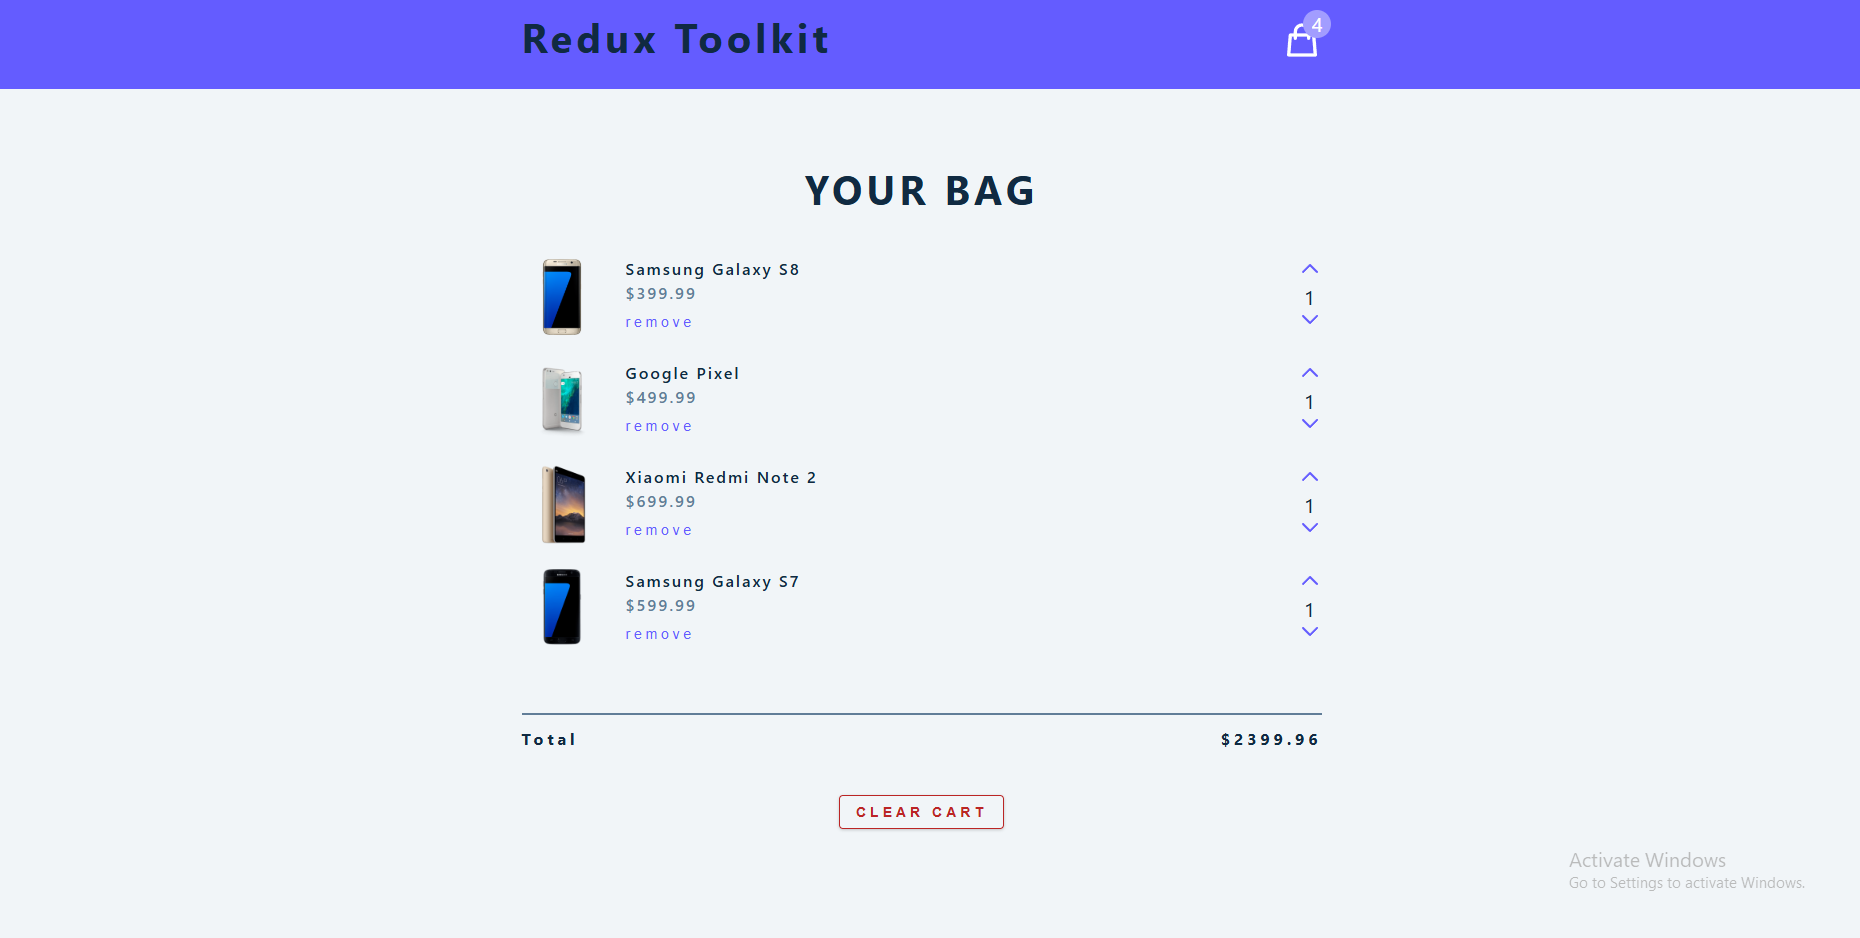 Redux Toolkit
4
YOUR BAG
Samsung Galaxy S8
$399.99
remove
1
Google Pixel
$499.99
remove
1
Xiaomi Redmi Note 2
$699.99
remove
1
Samsung Galaxy S7
$599.99
remove
1
Total $2399.96
CLEAR CART
Activate Windows
Go to Settings to activate Windows.